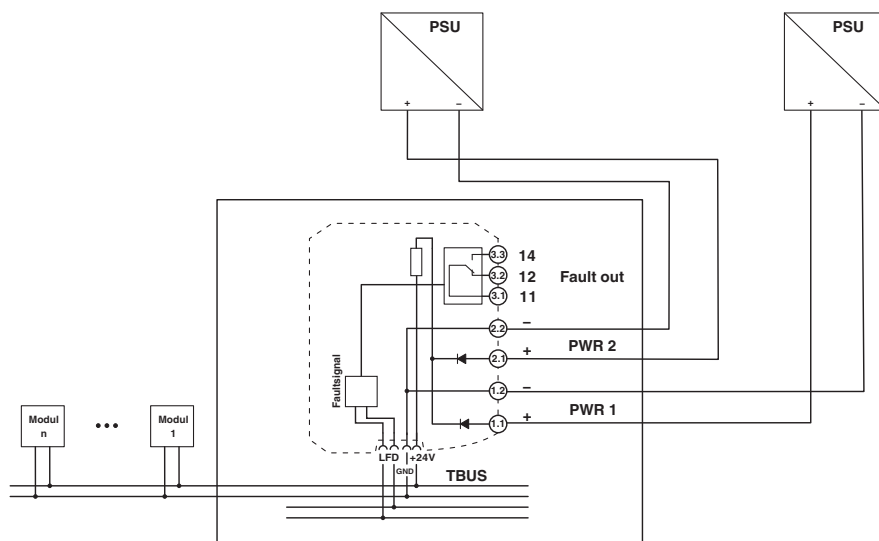 PSU
+ –
PSU
+ –
3.3 14
3.2 12 Fault out
3.1 11
2.2 –
PWR 2
2.1 +
1.2 –
PWR 1
1.1 +
Faultsignal
Modul
n
•••
Modul
1
LFD +24V
GND
TBUS